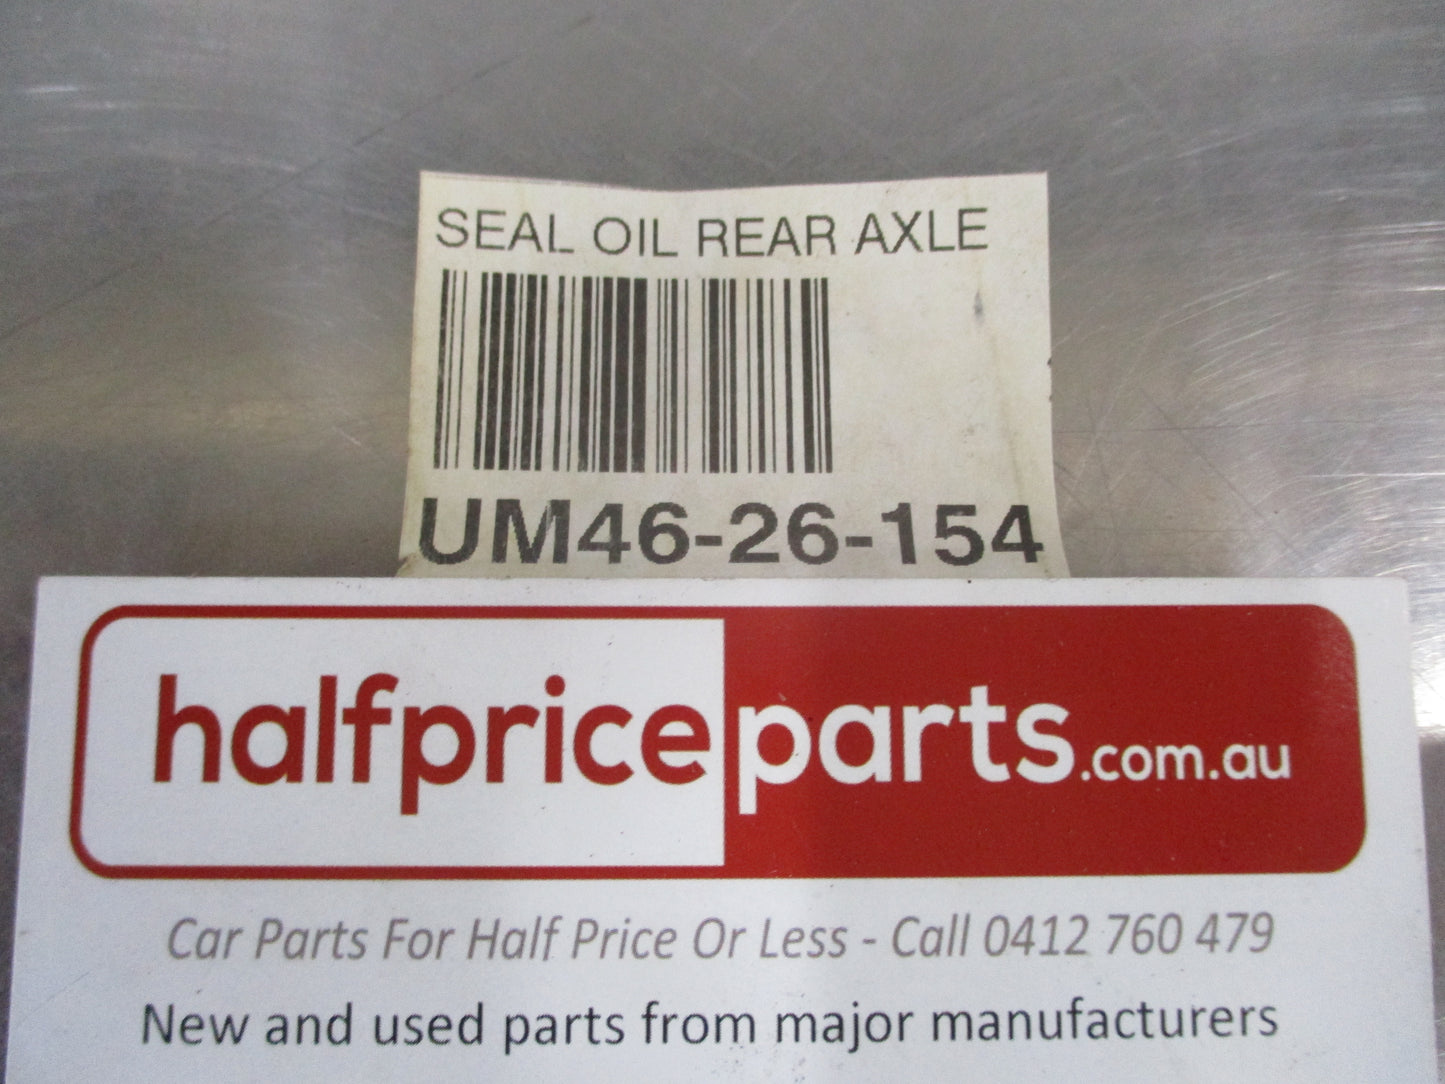 SEAL OIL REAR AXLE
UM46-26-154
halfpriceparts.com.au
Car Parts For Half Price Or Less - Call 0412 760 479
New and used parts from major manufacturers